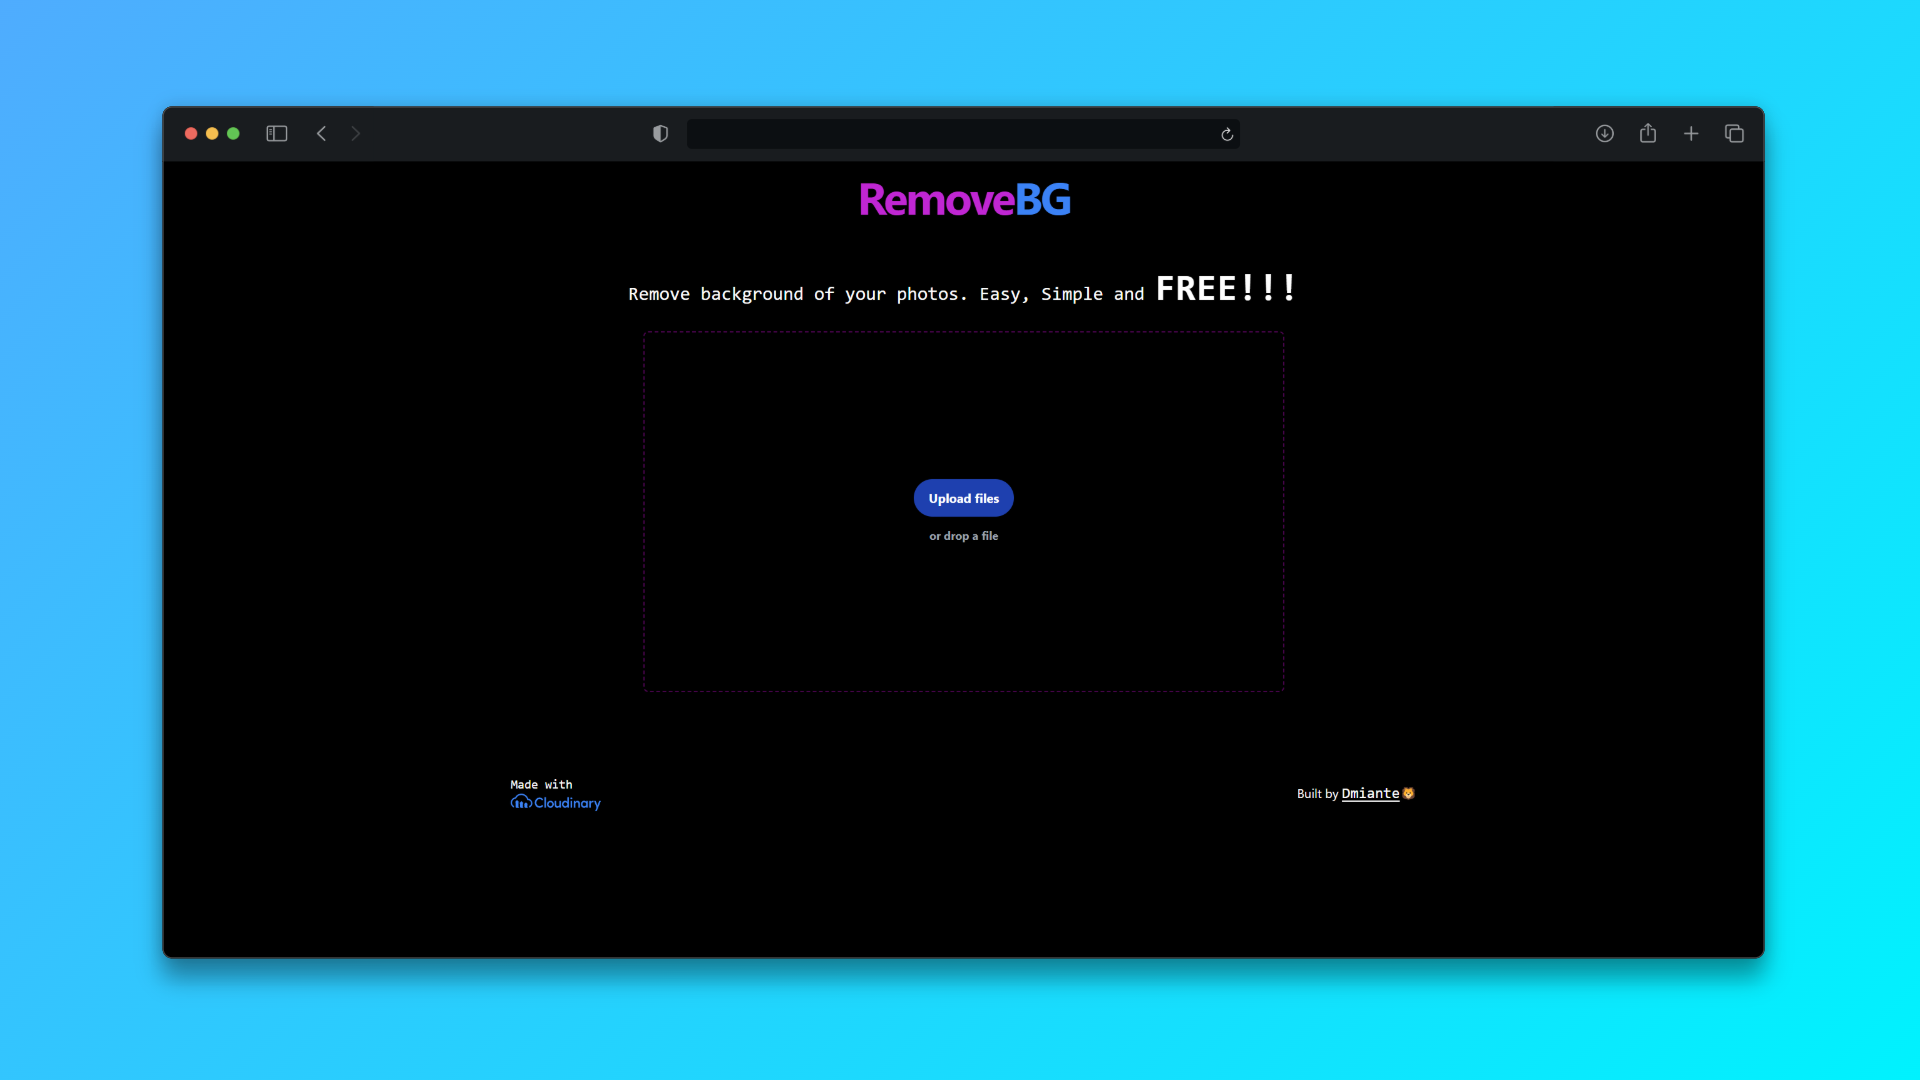 RemoveBG
Remove background of your photos. Easy, Simple and FREE!!!
Upload files
or drop a file
Made with
Cloudinary
Built by Dmiante🦁